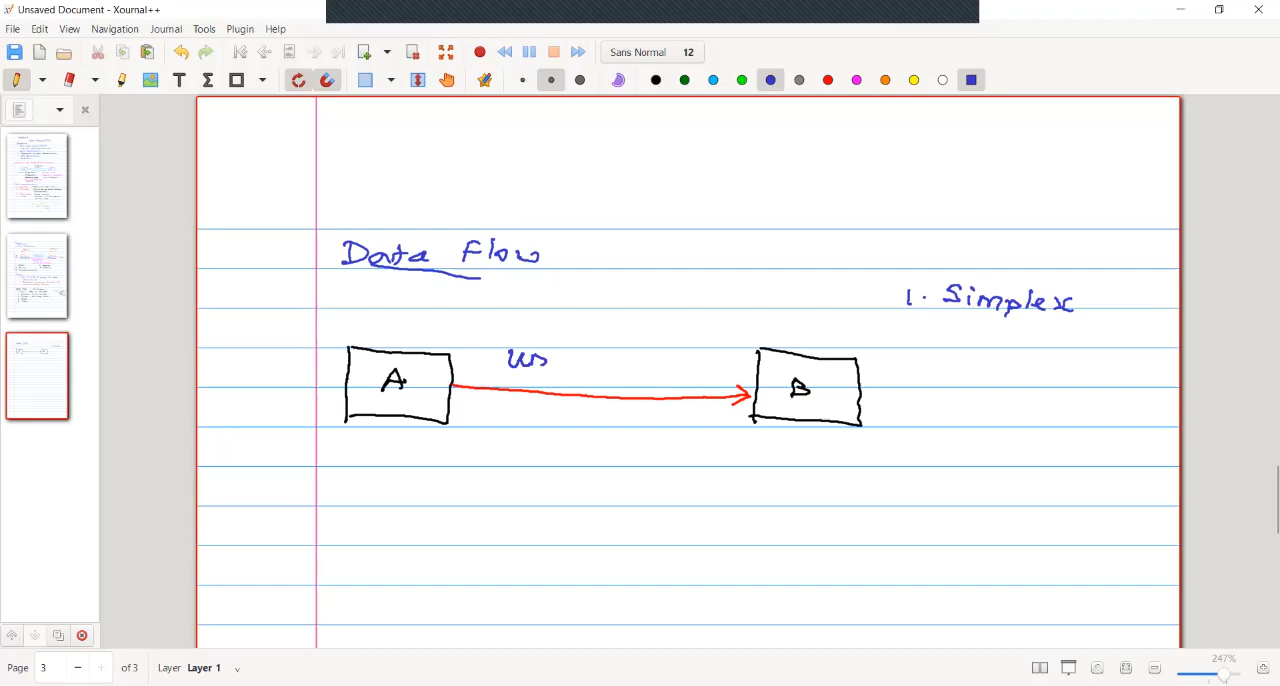 Unsaved Document - Xournal++
File Edit View Navigation Journal Tools Plugin Help
Sans Normal 12
Data Flow
1. Simplex
A
B
Page 3 of 3 Layer Layer 1
247%